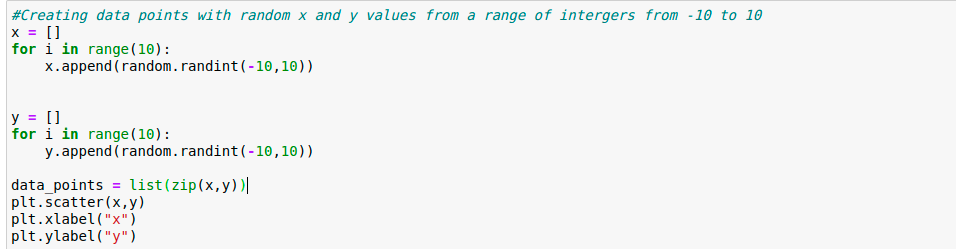 #Creating data points with random x and y values from a range of intergers from -10 to 10
x = []
for i in range(10):
    x.append(random.randint(-10,10))
y = []
for i in range(10):
    y.append(random.randint(-10,10))
data_points = list(zip(x,y))
plt.scatter(x,y)
plt.xlabel("x")
plt.ylabel("y")